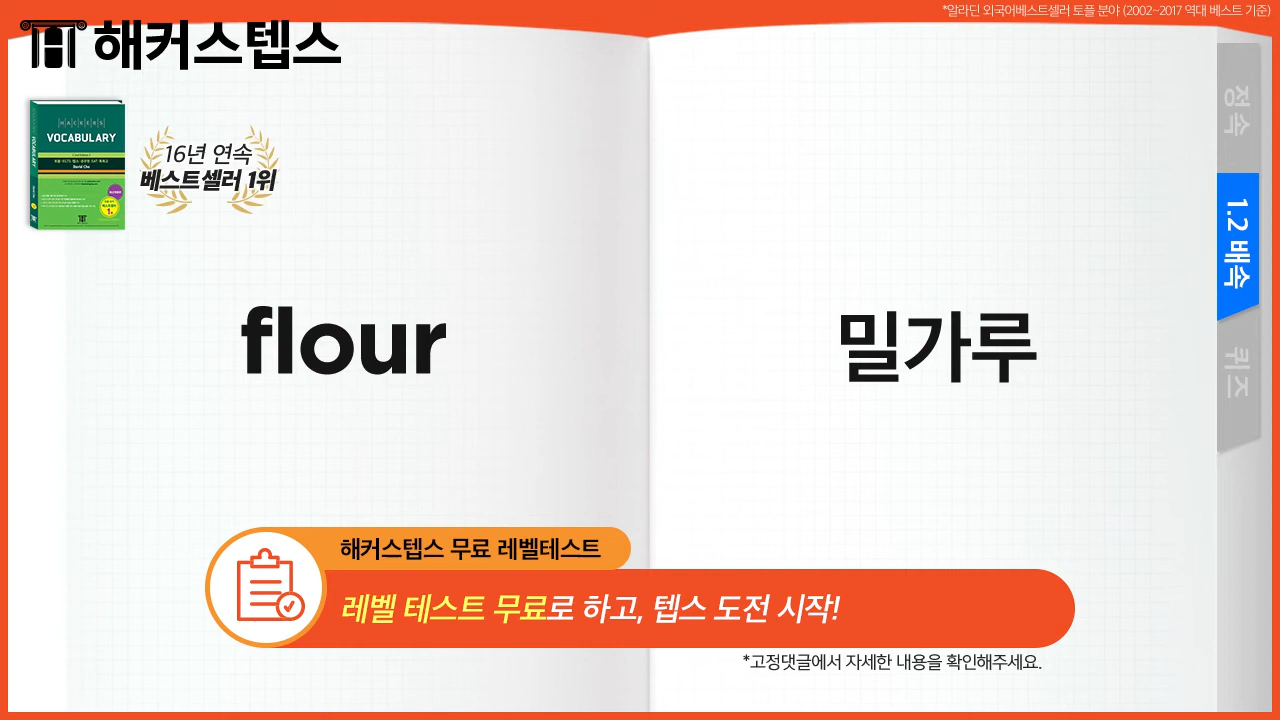 *알라딘 외국어베스트셀러 토플 분야 (2002~2017 역대 베스트 기준)
해커스텝스
HACKERS
VOCABULARY
David Cho
16년 연속
베스트셀러 1위
정속
1.2 배속
퀴즈
flour
밀가루
해커스텝스 무료 레벨테스트
레벨 테스트 무료로 하고, 텝스 도전 시작!
*고정댓글에서 자세한 내용을 확인해주세요.